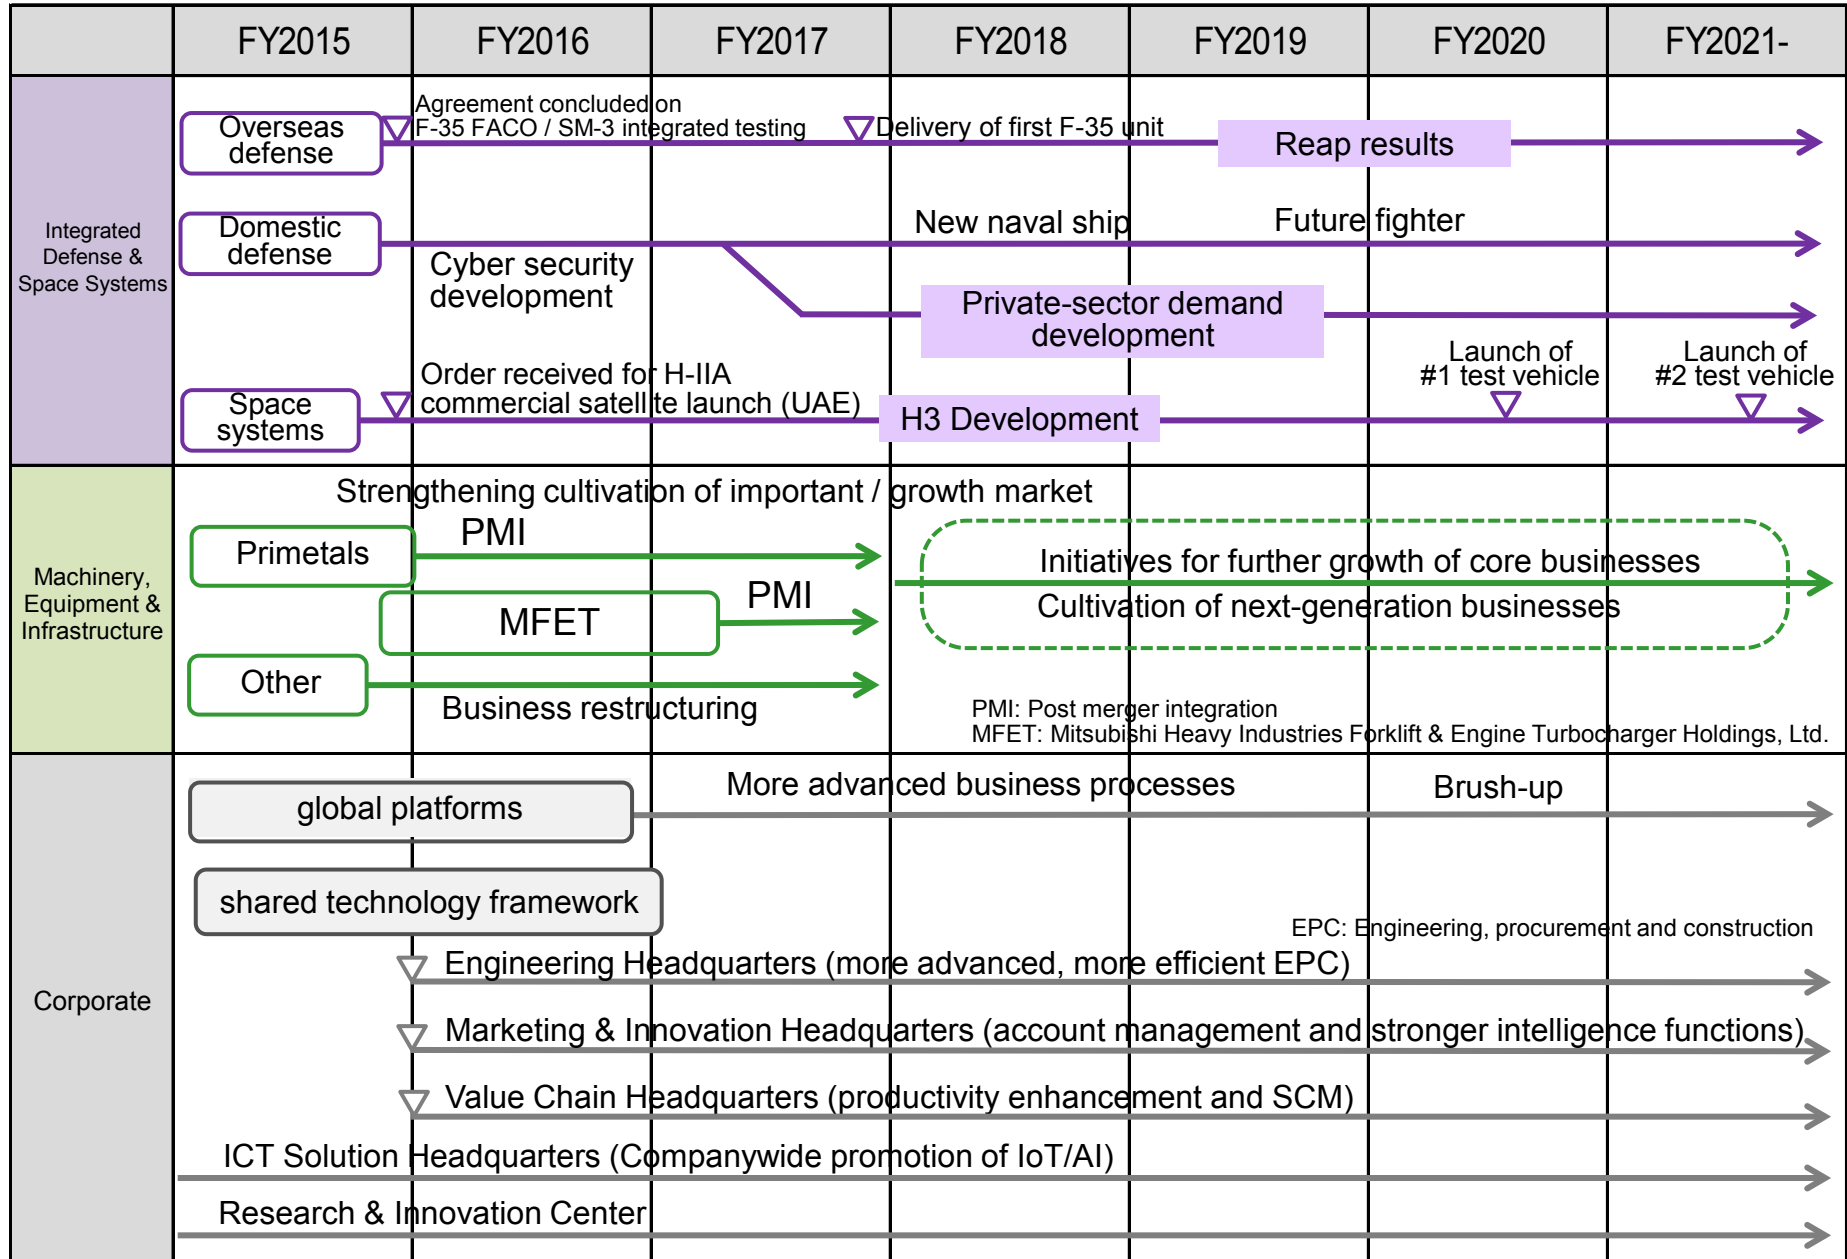 FY2015 FY2016 FY2017 FY2018 FY2019 FY2020 FY2021-
Integrated
Defense &
Space Systems
Overseas
defense
Agreement concluded on
F-35 FACO / SM-3 integrated testing
Delivery of first F-35 unit
Reap results
Domestic
defense
Cyber security
development
New naval ship
Future fighter
Private-sector demand
development
Space
systems
Order received for H-IIA
commercial satellite launch (UAE)
H3 Development
Launch of
#1 test vehicle
Launch of
#2 test vehicle
Machinery,
Equipment &
Infrastructure
Strengthening cultivation of important / growth market
Primetals
PMI
MFET
PMI
Other
Business restructuring
Initiatives for further growth of core businesses
Cultivation of next-generation businesses
PMI: Post merger integration
MFET: Mitsubishi Heavy Industries Forklift & Engine Turbocharger Holdings, Ltd.
Corporate
global platforms
More advanced business processes
Brush-up
shared technology framework
EPC: Engineering, procurement and construction
Engineering Headquarters (more advanced, more efficient EPC)
Marketing & Innovation Headquarters (account management and stronger intelligence functions)
Value Chain Headquarters (productivity enhancement and SCM)
ICT Solution Headquarters (Companywide promotion of IoT/AI)
Research & Innovation Center